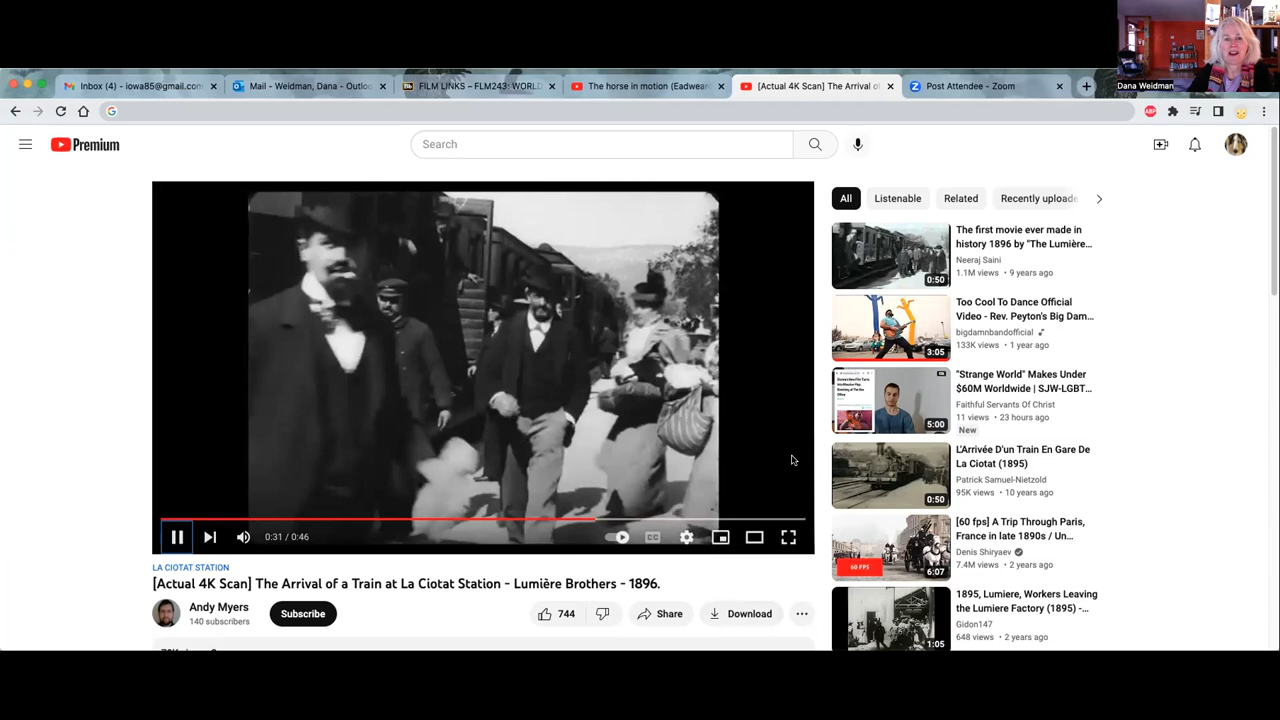 Dana Weidman
Inbox (4) - iowa85@gmail.com
Mail - Weidman, Dana - Outloo
FILM LINKS – FLM243: WORLD
The horse in motion (Eadwear
[Actual 4K Scan] The Arrival of
Post Attendee - Zoom
ABP
Premium
Search
All
Listenable
Related
Recently uploade
The first movie ever made in
history 1896 by "The Lumière...
Neeraj Saini
1.1M views • 9 years ago
0:50
Too Cool To Dance Official
Video - Rev. Peyton's Big Dam...
bigdamnbandofficial
133K views • 1 year ago
3:05
"Strange World" Makes Under
$60M Worldwide | SJW-LGBT...
Faithful Servants Of Christ
11 views • 23 hours ago
New
5:00
L'Arrivée D'un Train En Gare De
La Ciotat (1895)
Patrick Samuel-Nietzold
95K views • 10 years ago
0:50
[60 fps] A Trip Through Paris,
France in late 1890s / Un...
Denis Shiryaev
7.4M views • 2 years ago
60 FPS
6:07
1895, Lumiere, Workers Leaving
the Lumiere Factory (1895) -...
Gidon147
648 views • 2 years ago
1:05
0:31 / 0:46
CC
LA CIOTAT STATION
[Actual 4K Scan] The Arrival of a Train at La Ciotat Station - Lumière Brothers - 1896.
Andy Myers
140 subscribers
Subscribe
744
Share
Download